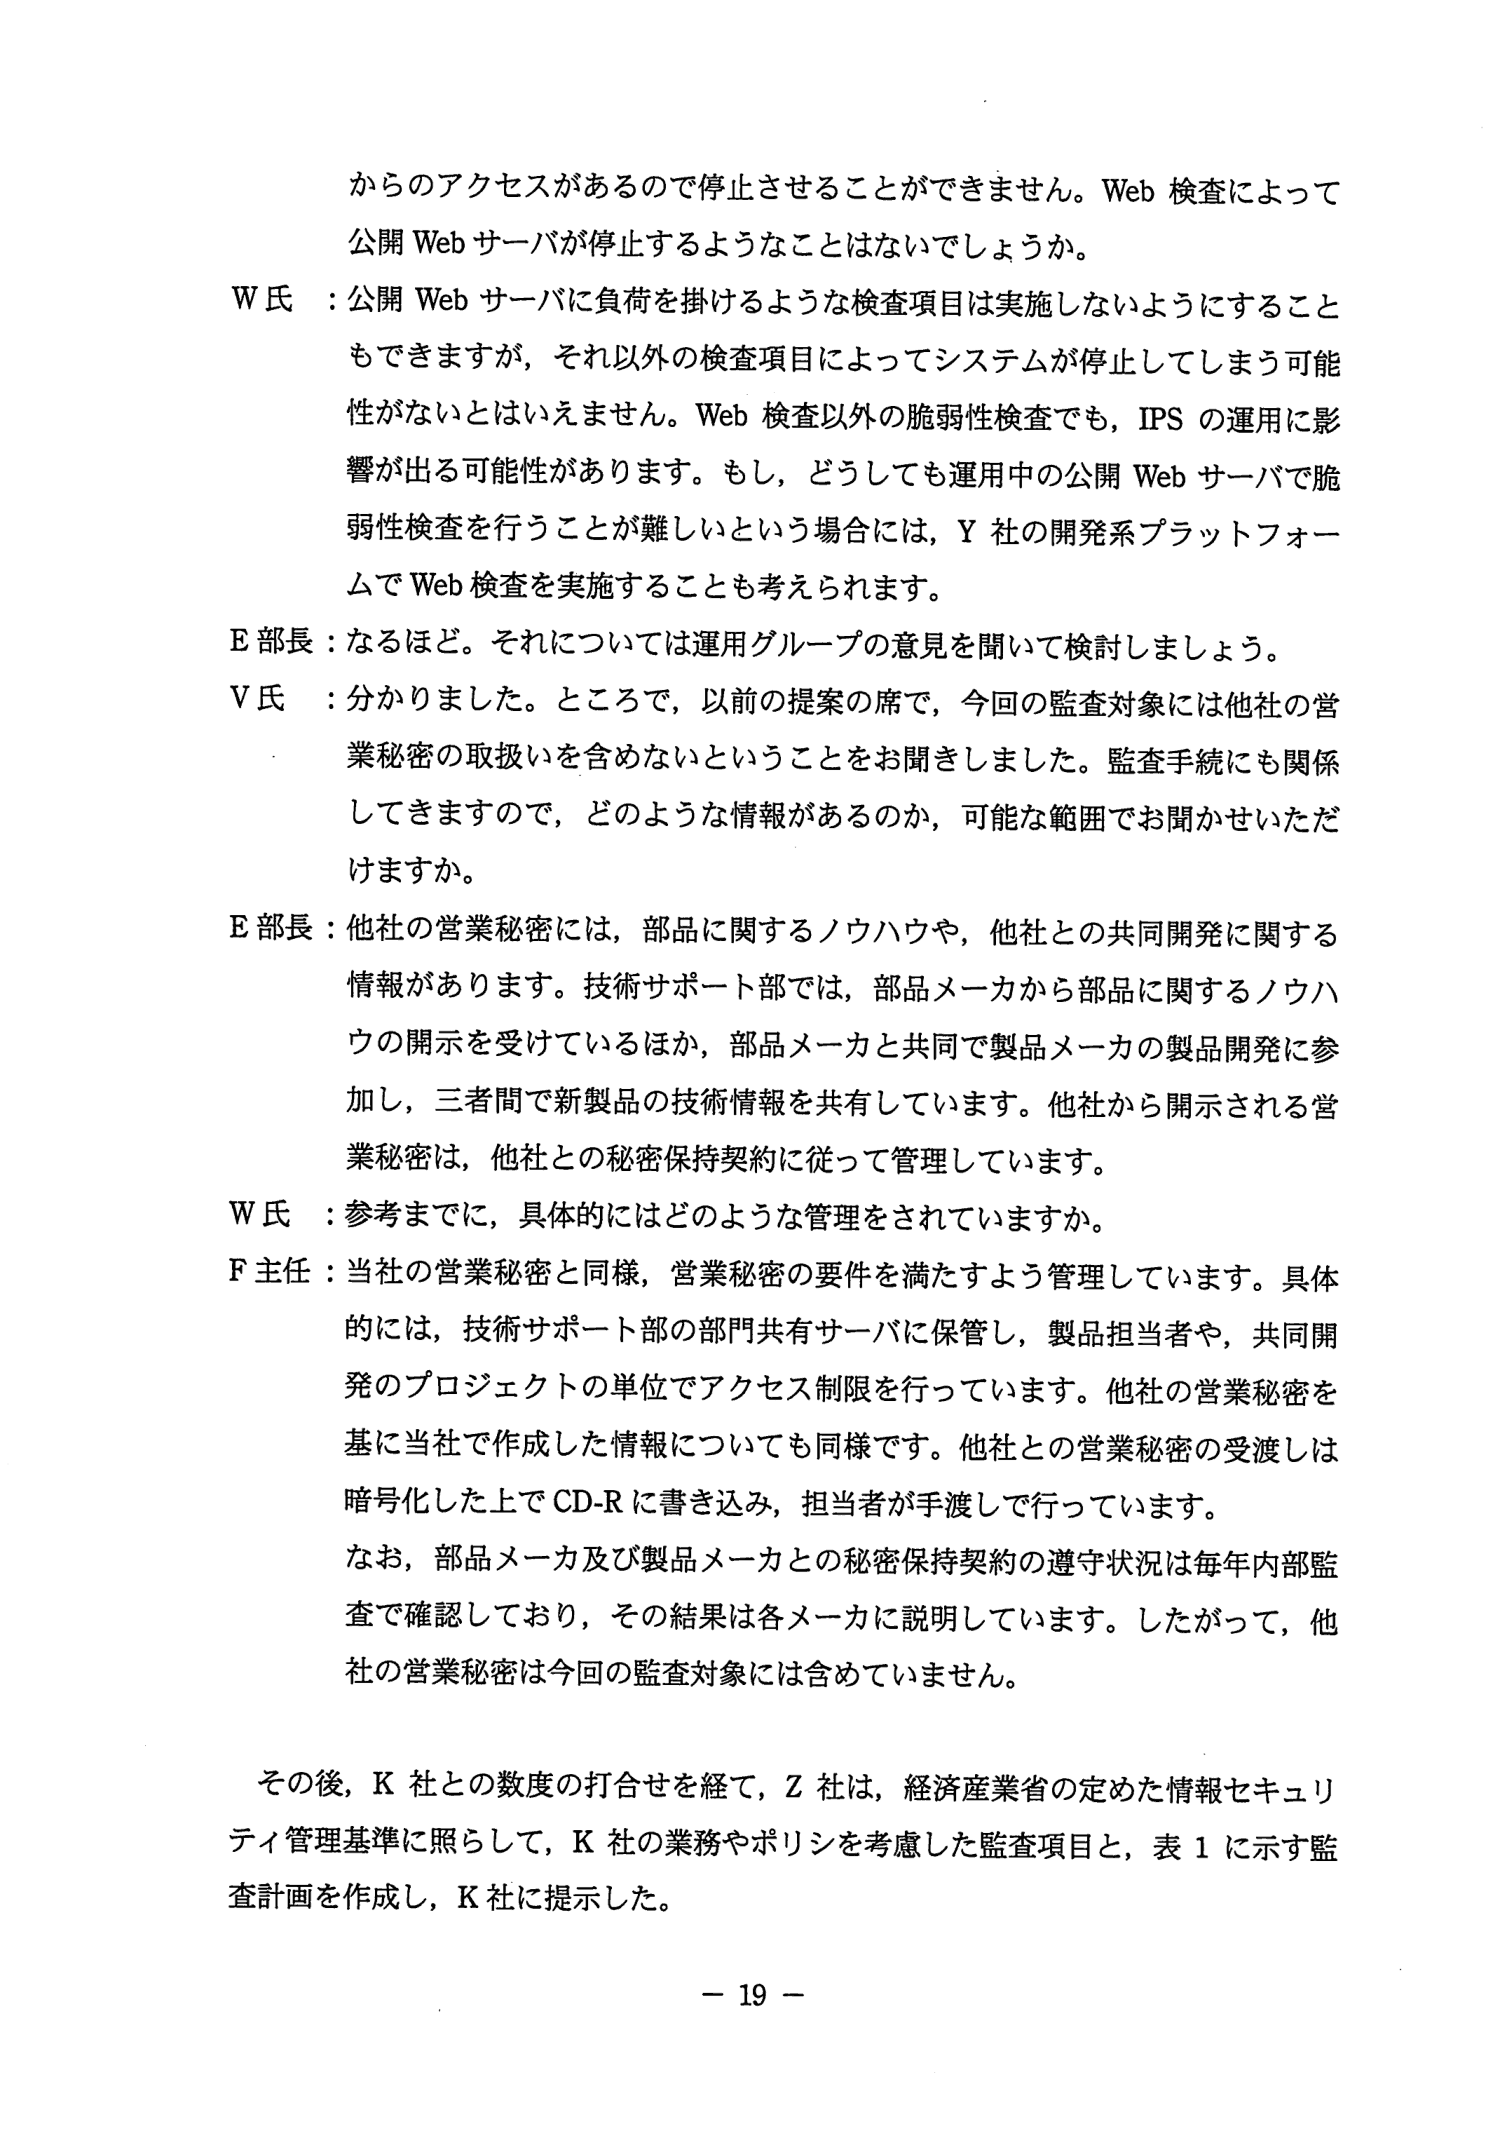 からのアクセスがあるので停止させることができません。Web 検査によって
公開 Web サーバが停止するようなことはないでしょうか。
W 氏　：公開 Web サーバに負荷を掛けるような検査項目は実施しないようにすること
もできますが，それ以外の検査項目によってシステムが停止してしまう可能
性がないとはいえません。Web 検査以外の脆弱性検査でも，IPS の運用に影
響が出る可能性があります。もし，どうしても運用中の公開 Web サーバで脆
弱性検査を行うことが難しいという場合には，Y 社の開発系プラットフォー
ムで Web 検査を実施することも考えられます。
E 部長：なるほど。それについては運用グループの意見を聞いて検討しましょう。
V 氏　：分かりました。ところで，以前の提案の席で，今回の監査対象には他社の営
業秘密の取扱いを含めないということをお聞きしました。監査手続にも関係
してきますので，どのような情報があるのか，可能な範囲でお聞かせいただ
けますか。
E 部長：他社の営業秘密には，部品に関するノウハウや，他社との共同開発に関する
情報があります。技術サポート部では，部品メーカから部品に関するノウハ
ウの開示を受けているほか，部品メーカと共同で製品メーカの製品開発に参
加し，三者間で新製品の技術情報を共有しています。他社から開示される営
業秘密は，他社との秘密保持契約に従って管理しています。
W 氏　：参考までに，具体的にはどのような管理をされていますか。
F 主任：当社の営業秘密と同様，営業秘密の要件を満たすよう管理しています。具体
的には，技術サポート部の部門共有サーバに保管し，製品担当者や，共同開
発のプロジェクトの単位でアクセス制限を行っています。他社の営業秘密を
基に当社で作成した情報についても同様です。他社との営業秘密の受渡しは
暗号化した上で CD-R に書き込み，担当者が手渡しで行っています。
なお，部品メーカ及び製品メーカとの秘密保持契約の遵守状況は毎年内部監
査で確認しており，その結果は各メーカに説明しています。したがって，他
社の営業秘密は今回の監査対象には含めていません。
その後，K 社との数度の打合せを経て，Z 社は，経済産業省の定めた情報セキュリ
ティ管理基準に照らして，K 社の業務やポリシを考慮した監査項目と，表 1 に示す監
査計画を作成し，K 社に提示した。
－ 19 －